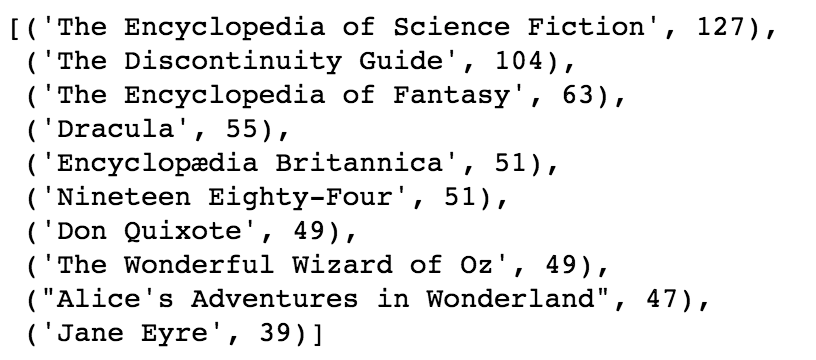 [('The Encyclopedia of Science Fiction', 127),
('The Discontinuity Guide', 104),
('The Encyclopedia of Fantasy', 63),
('Dracula', 55),
('Encyclopædia Britannica', 51),
('Nineteen Eighty-Four', 51),
('Don Quixote', 49),
('The Wonderful Wizard of Oz', 49),
("Alice's Adventures in Wonderland", 47),
('Jane Eyre', 39)]